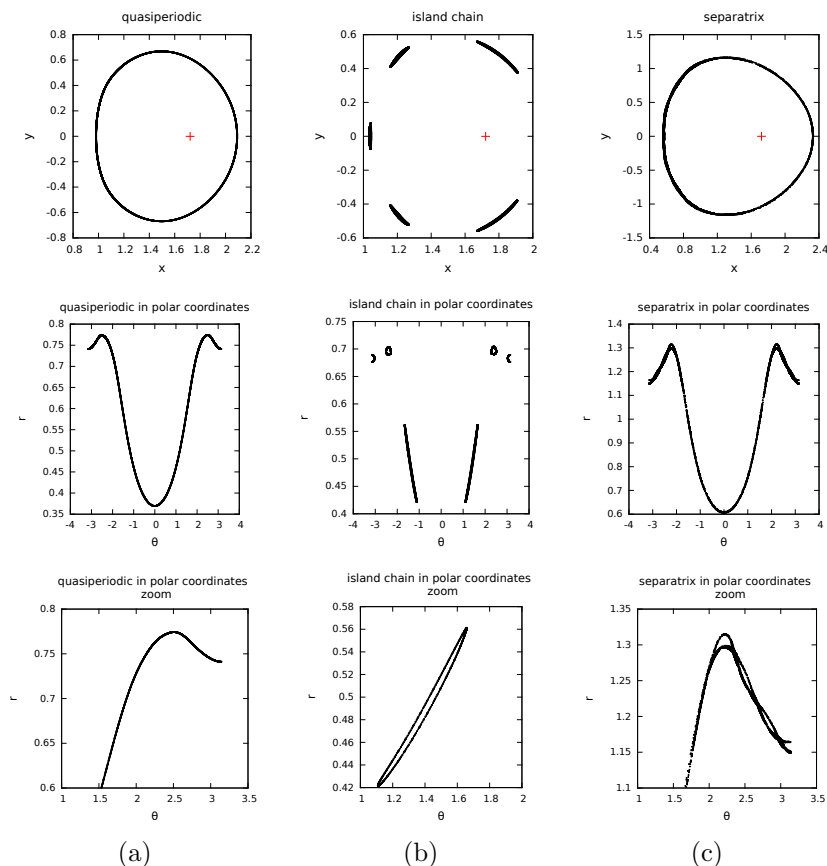 quasiperiodic
0.8
0.6
0.4
0.2
0
-0.2
-0.4
-0.6
-0.8
y
0.8 1 1.2 1.4 1.6 1.8 2 2.2
x
island chain
0.6
0.4
0.2
0
-0.2
-0.4
-0.6
y
1 1.2 1.4 1.6 1.8 2
x
separatrix
1.5
1
0.5
0
-0.5
-1
-1.5
y
0.4 0.8 1.2 1.6 2 2.4
x
quasiperiodic in polar coordinates
0.8
0.75
0.7
0.65
0.6
0.55
0.5
0.45
0.4
0.35
r
-4 -3 -2 -1 0 1 2 3 4
θ
island chain in polar coordinates
0.75
0.7
0.65
0.6
0.55
0.5
0.45
0.4
r
-4 -3 -2 -1 0 1 2 3 4
θ
separatrix in polar coordinates
1.4
1.3
1.2
1.1
1
0.9
0.8
0.7
0.6
r
-4 -3 -2 -1 0 1 2 3 4
θ
quasiperiodic in polar coordinates
zoom
0.8
0.75
0.7
0.65
0.6
r
1 1.5 2 2.5 3 3.5
θ
island chain in polar coordinates
zoom
0.58
0.56
0.54
0.52
0.5
0.48
0.46
0.44
0.42
r
1 1.2 1.4 1.6 1.8 2
θ
separatrix in polar coordinates
zoom
1.35
1.3
1.25
1.2
1.15
1.1
r
1 1.5 2 2.5 3 3.5
θ
(a) (b) (c)